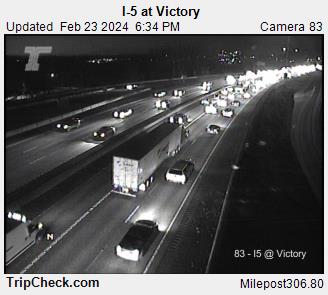 I-5 at Victory
Updated Feb 23 2024 6:34 PM Camera 83
T
N
83 - I5 @ Victory
TripCheck.com Milepost306.80